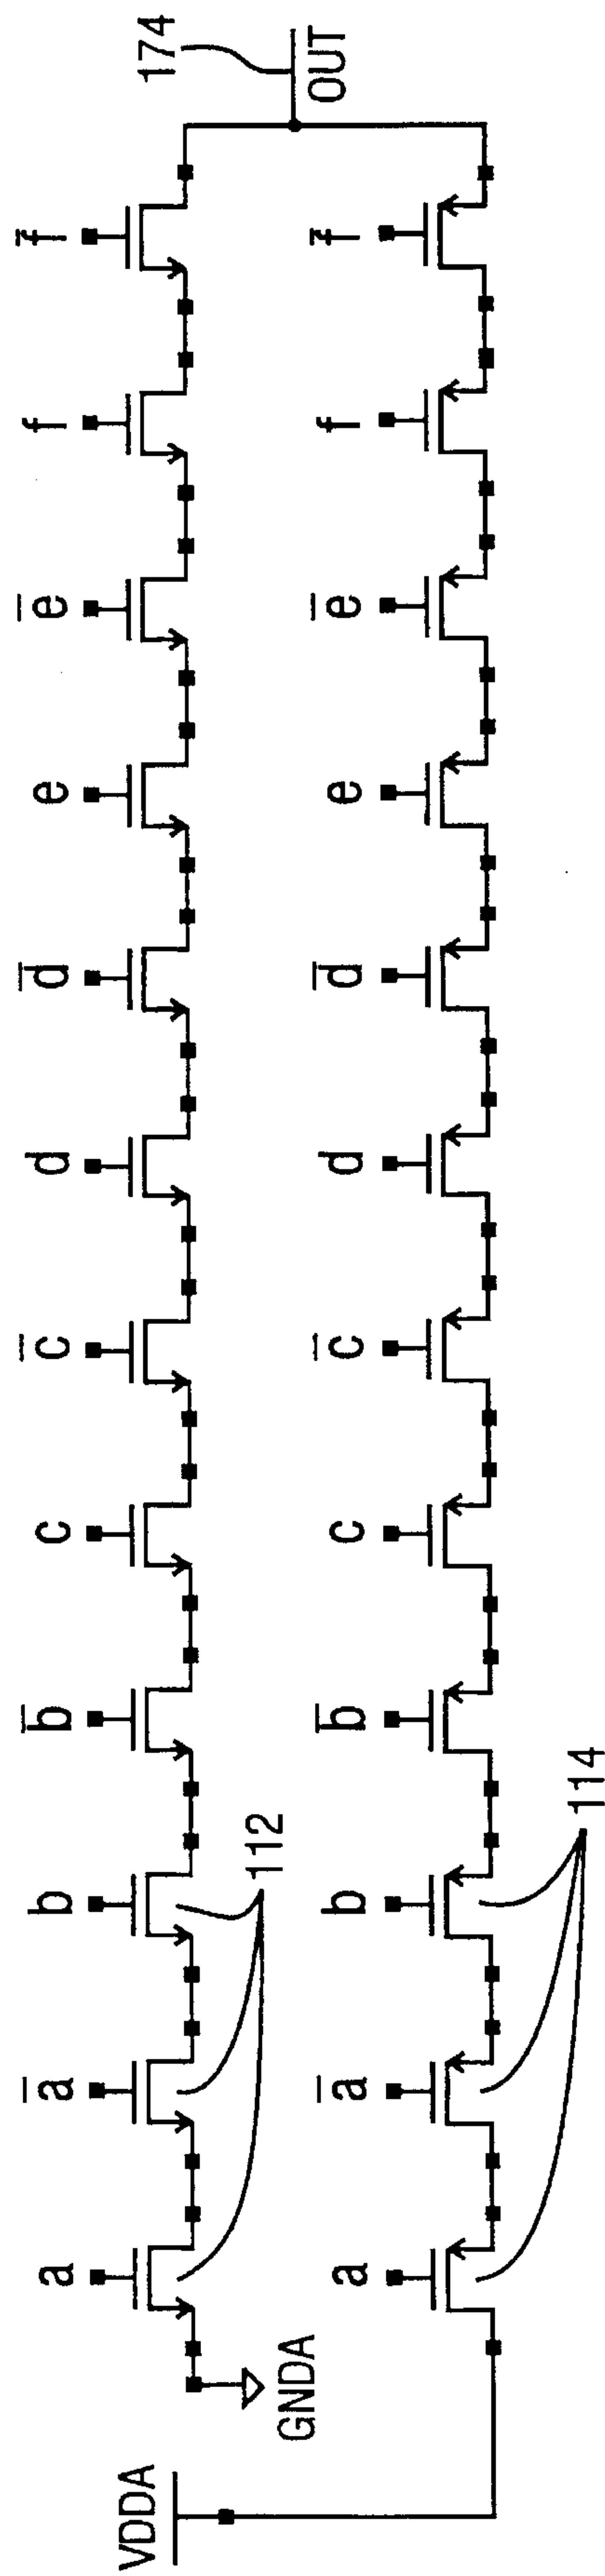 a a̅ b b̅ c c̅ d d̅ e e̅ f f̅
VDDA
174
GNDA
112
OUT
a a̅ b b̅ c c̅ d d̅ e e̅ f f̅
114